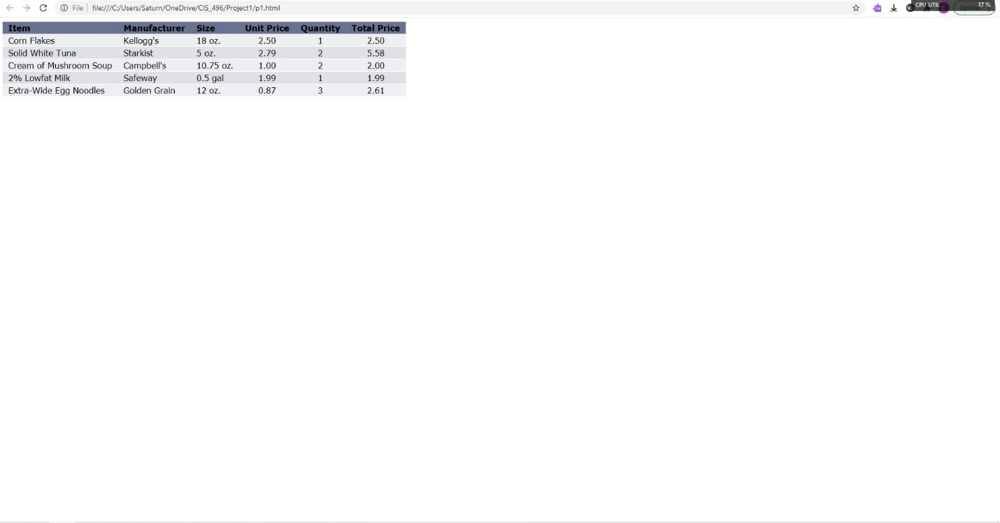 File file:///C:/Users/Saturn/OneDrive/CIS_496/Project1/p1.html CPU UTIL 17 % Update
Item Manufacturer Size Unit Price Quantity Total Price
Corn Flakes Kellogg's 18 oz. 2.50 1 2.50
Solid White Tuna Starkist 5 oz. 2.79 2 5.58
Cream of Mushroom Soup Campbell's 10.75 oz. 1.00 2 2.00
2% Lowfat Milk Safeway 0.5 gal 1.99 1 1.99
Extra-Wide Egg Noodles Golden Grain 12 oz. 0.87 3 2.61